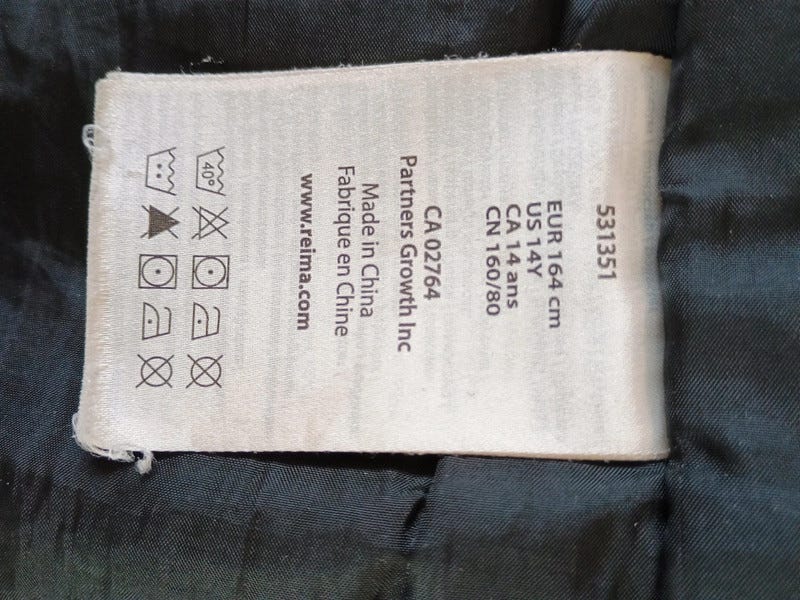 531351
EUR 164 cm
US 14Y
CA 14 ans
CN 160/80
CA 02764
Partners Growth Inc
Made in China
Fabrique en Chine
www.reima.com
40°